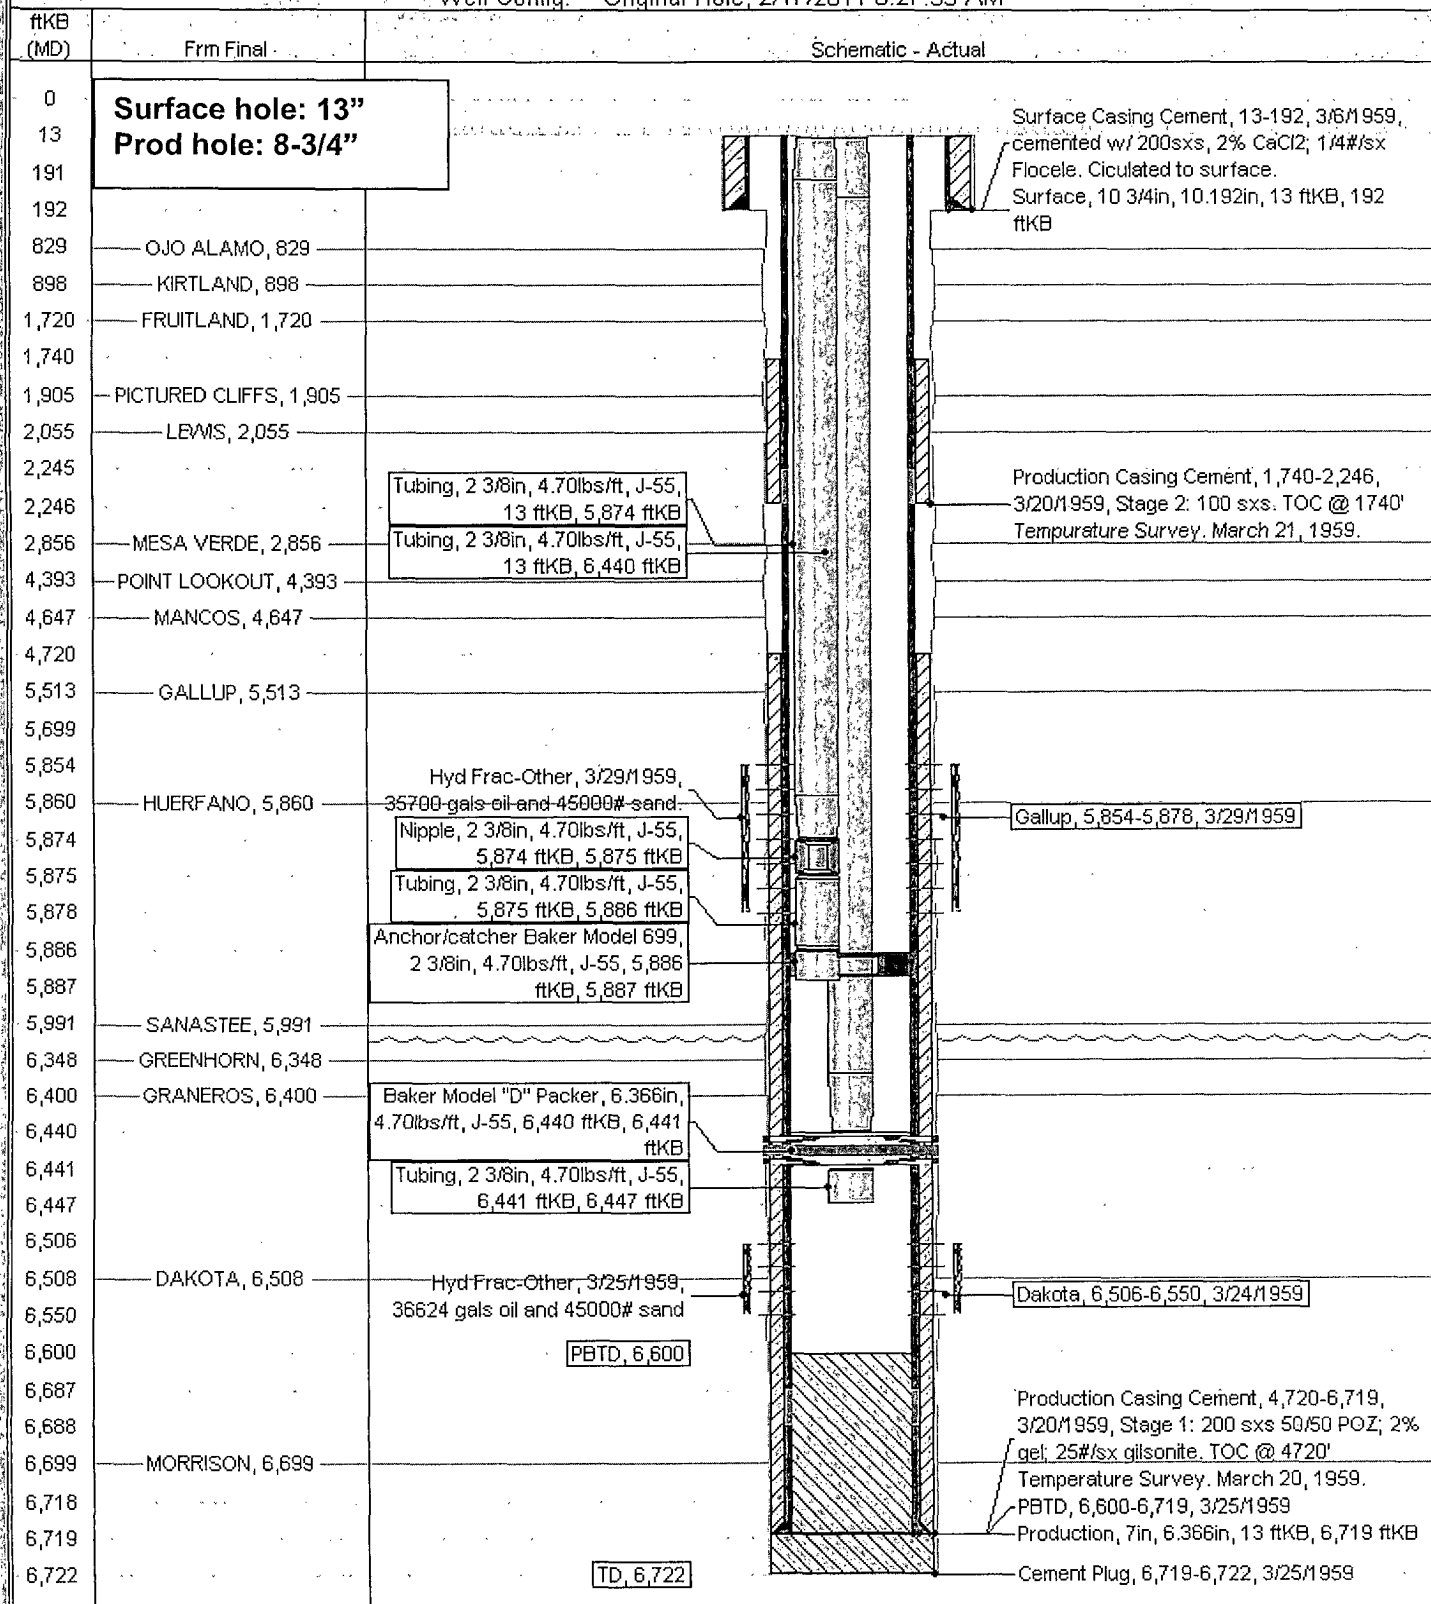 ftKB
(MD)
Frm Final
Schematic - Actual
Surface hole: 13”
Prod hole: 8-3/4”
0
13
191
192
829
898
1,720
1,740
1,905
2,055
2,245
2,246
2,856
4,393
4,647
4,720
5,513
5,699
5,854
5,860
5,874
5,875
5,878
5,886
5,887
5,991
6,348
6,400
6,440
6,441
6,447
6,506
6,508
6,550
6,600
6,687
6,688
6,699
6,718
6,719
6,722
OJO ALAMO, 829
KIRTLAND, 898
FRUITLAND, 1,720
PICTURED CLIFFS, 1,905
LEWIS, 2,055
MESA VERDE, 2,856
POINT LOOKOUT, 4,393
MANCOS, 4,647
GALLUP, 5,513
HUERFANO, 5,860
SANASTEE, 5,991
GREENHORN, 6,348
GRANEROS, 6,400
DAKOTA, 6,508
MORRISON, 6,699
Tubing, 2 3/8in, 4.70lbs/ft, J-55,
13 ftKB, 5,874 ftKB
Tubing, 2 3/8in, 4.70lbs/ft, J-55,
13 ftKB, 6,440 ftKB
Hyd Frac-Other, 3/29/1959,
35700 gals oil and 45000# sand
Nipple, 2 3/8in, 4.70lbs/ft, J-55,
5,874 ftKB, 5,875 ftKB
Tubing, 2 3/8in, 4.70lbs/ft, J-55,
5,875 ftKB, 5,886 ftKB
Anchor/catcher Baker Model 699,
2 3/8in, 4.70lbs/ft, J-55, 5,886
ftKB, 5,887 ftKB
Baker Model "D" Packer, 6.366in,
4.70lbs/ft, J-55, 6,440 ftKB, 6,441
ftKB
Tubing, 2 3/8in, 4.70lbs/ft, J-55,
6,441 ftKB, 6,447 ftKB
Hyd Frac-Other, 3/25/1959,
36624 gals oil and 45000# sand
PBTD, 6,600
TD, 6,722
Surface Casing Cement, 13-192, 3/6/1959,
cemented w/ 200sxs, 2% CaCl2; 1/4#/sx
Flocele. Ciculated to surface.
Surface, 10 3/4in, 10.192in, 13 ftKB, 192
ftKB
Production Casing Cement, 1,740-2,246,
3/20/1959, Stage 2: 100 sxs. TOC @ 1740'
Tempurature Survey. March 21, 1959.
Gallup, 5,854-5,878, 3/29/1959
Dakota, 6,506-6,550, 3/24/1959
Production Casing Cement, 4,720-6,719,
3/20/1959, Stage 1: 200 sxs 50/50 POZ; 2%
gel; 25#/sx gilsonite. TOC @ 4720'
Temperature Survey. March 20, 1959.
PBTD, 6,600-6,719, 3/25/1959
Production, 7in, 6.366in, 13 ftKB, 6,719 ftKB
Cement Plug, 6,719-6,722, 3/25/1959